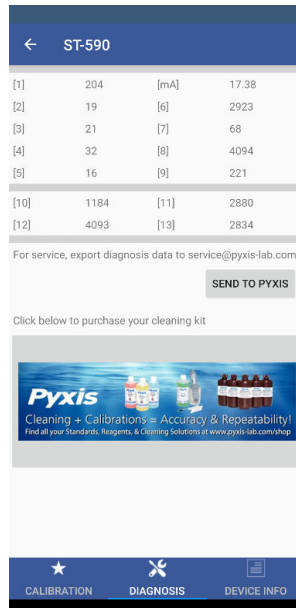 ST-590
[1] 204 [mA] 17.38
[2] 19 [6] 2923
[3] 21 [7] 68
[4] 32 [8] 4094
[5] 16 [9] 221
[10] 1184 [11] 2880
[12] 4093 [13] 2834
For service, export diagnosis data to service@pyxis-lab.com
SEND TO PYXIS
Click below to purchase your cleaning kit
Pyxis
Cleaning + Calibrations = Accuracy & Repeatability!
Find all your Standards, Reagents, & Cleaning Solutions at www.pyxis-lab.com/shop
CALIBRATION DIAGNOSIS DEVICE INFO